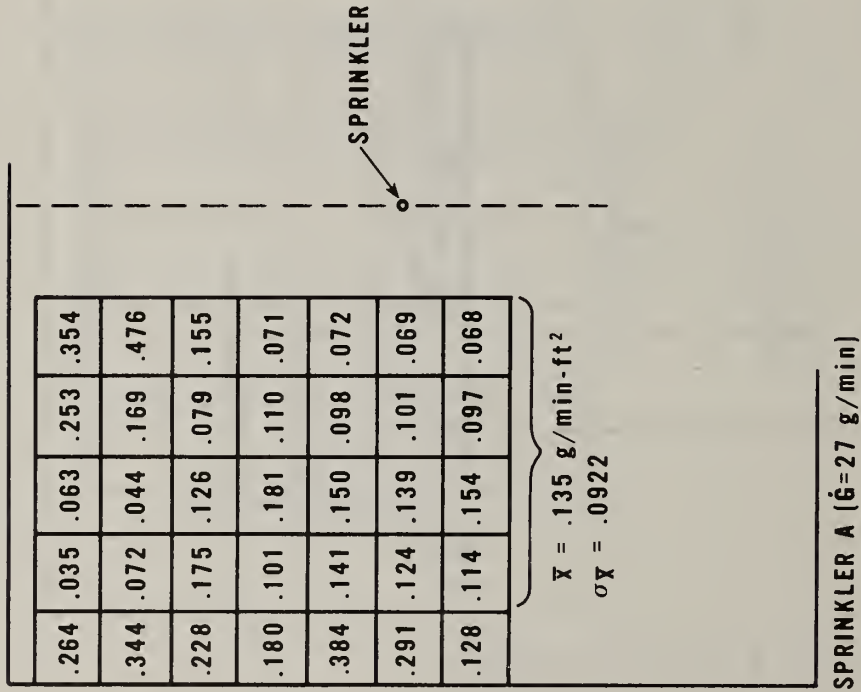 SPRINKLER
.264 .035 .063 .253 .354
.344 .072 .044 .169 .476
.228 .175 .126 .079 .155
.180 .101 .181 .110 .071
.384 .141 .150 .098 .072
.291 .124 .139 .101 .069
.128 .114 .154 .097 .068
X̅ = .135 g/min-ft²
σX̅ = .0922
SPRINKLER A (Ġ=27 g/min)